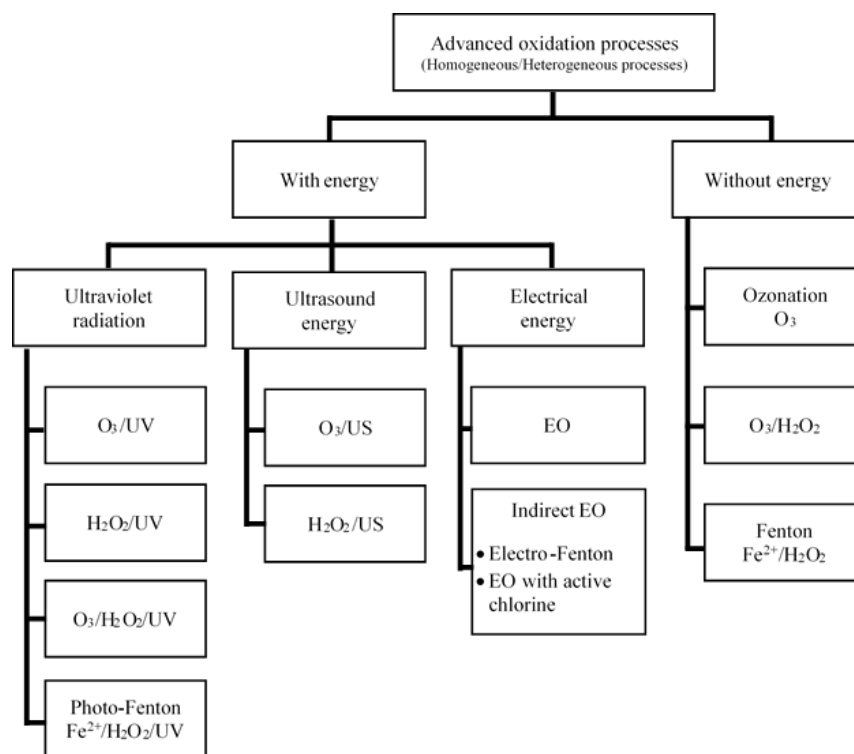 Advanced oxidation processes
(Homogeneous/Heterogeneous processes)
With energy
Without energy
Ultraviolet
radiation
Ultrasound
energy
Electrical
energy
Ozonation
O₃
O₃/UV
O₃/US
EO
O₃/H₂O₂
H₂O₂/UV
H₂O₂/US
Indirect EO
• Electro-Fenton
• EO with active
chlorine
Fenton
Fe²⁺/H₂O₂
O₃/H₂O₂/UV
Photo-Fenton
Fe²⁺/H₂O₂/UV